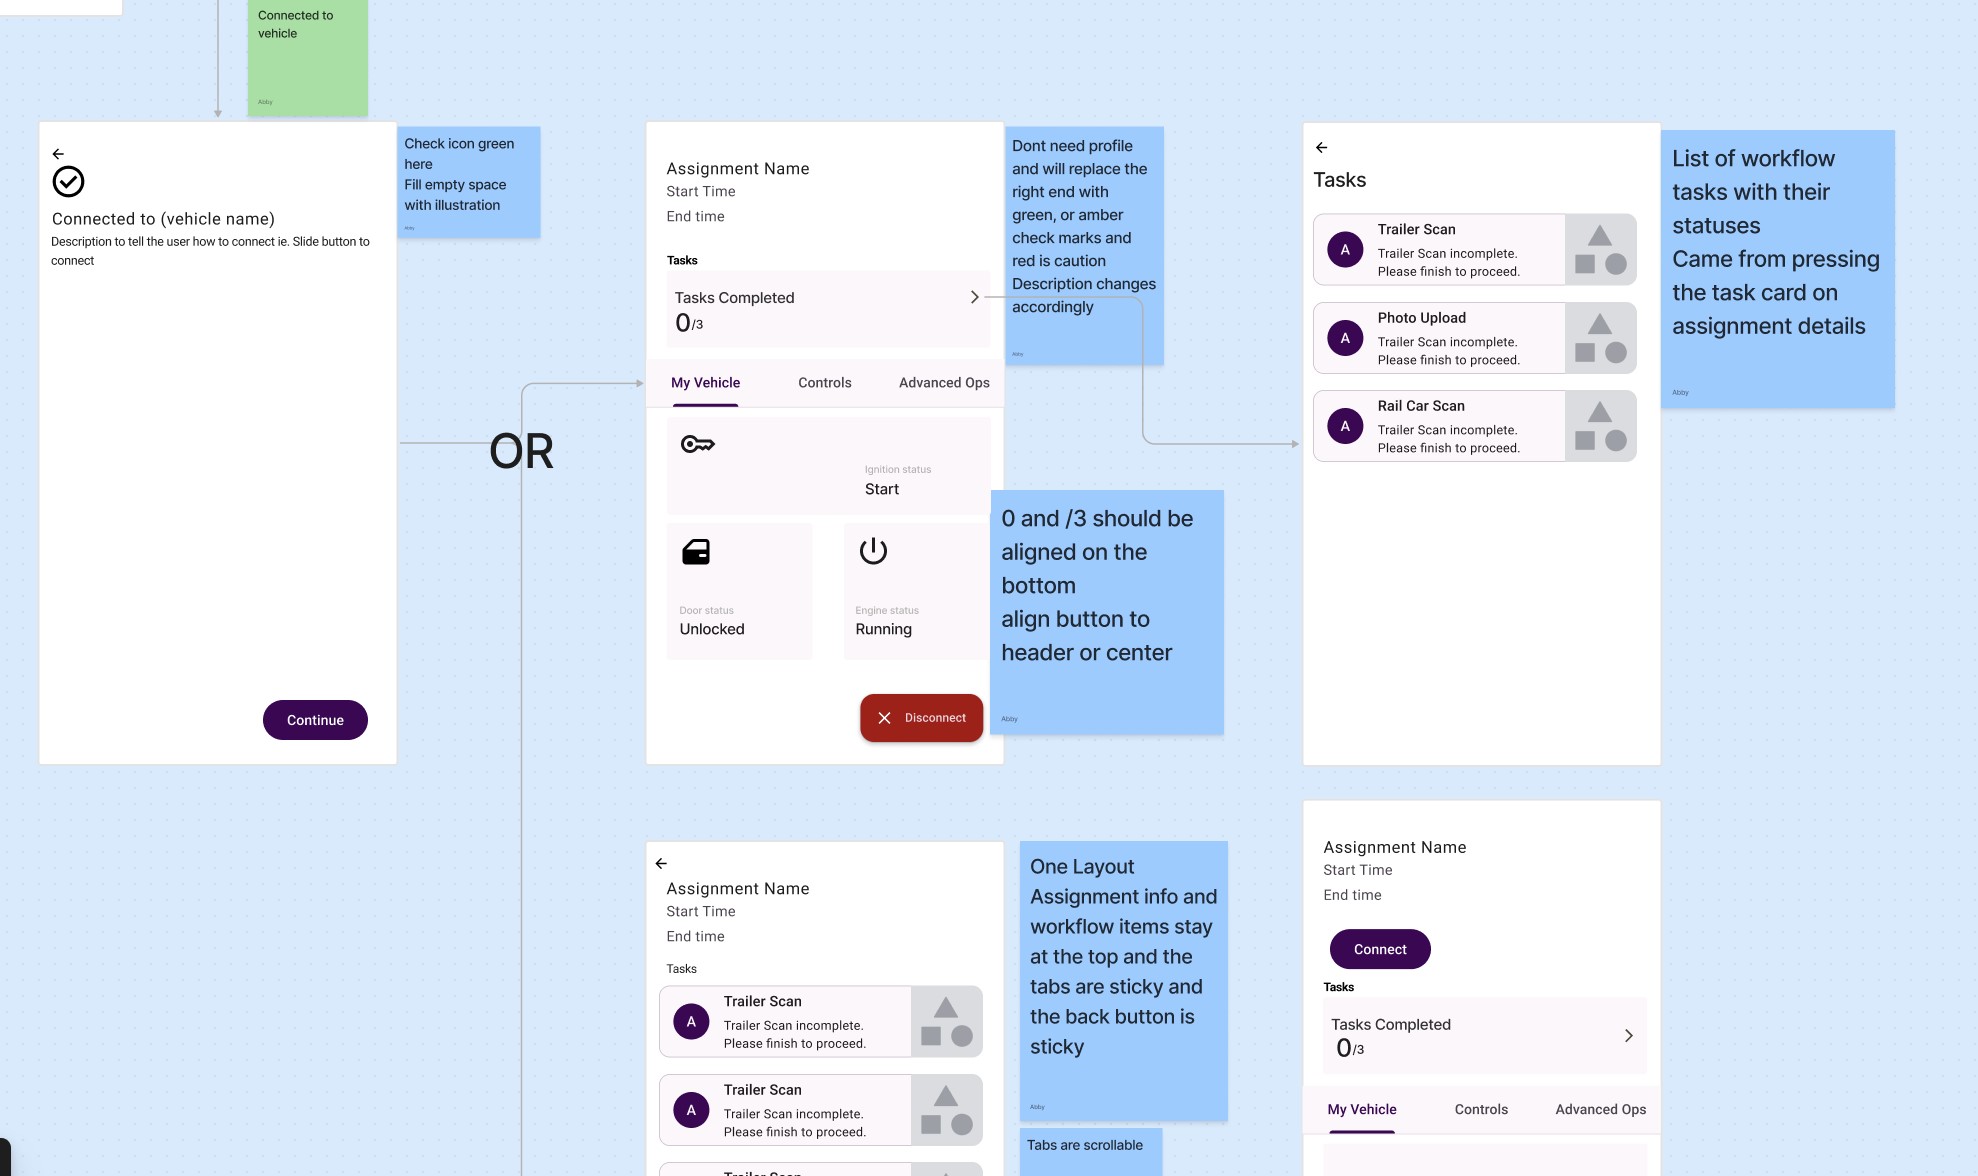 Connected to
vehicle
Abby
Connected to (vehicle name)
Description to tell the user how to connect ie. Slide button to
connect
Continue
Check icon green
here
Fill empty space
with illustration
Abby
OR
Assignment Name
Start Time
End time
Tasks
Tasks Completed
0/3
My Vehicle
Controls
Advanced Ops
Ignition status
Start
Door status
Unlocked
Engine status
Running
Disconnect
Dont need profile
and will replace the
right end with
green, or amber
check marks and
red is caution
Description changes
accordingly
Abby
0 and /3 should be
aligned on the
bottom
align button to
header or center
Abby
Tasks
A
Trailer Scan
Trailer Scan incomplete.
Please finish to proceed.
A
Photo Upload
Trailer Scan incomplete.
Please finish to proceed.
A
Rail Car Scan
Trailer Scan incomplete.
Please finish to proceed.
List of workflow
tasks with their
statuses
Came from pressing
the task card on
assignment details
Abby
Assignment Name
Start Time
End time
Tasks
A
Trailer Scan
Trailer Scan incomplete.
Please finish to proceed.
A
Trailer Scan
Trailer Scan incomplete.
Please finish to proceed.
Trailer Scan
One Layout
Assignment info and
workflow items stay
at the top and the
tabs are sticky and
the back button is
sticky
Abby
Tabs are scrollable
Assignment Name
Start Time
End time
Connect
Tasks
Tasks Completed
0/3
My Vehicle
Controls
Advanced Ops